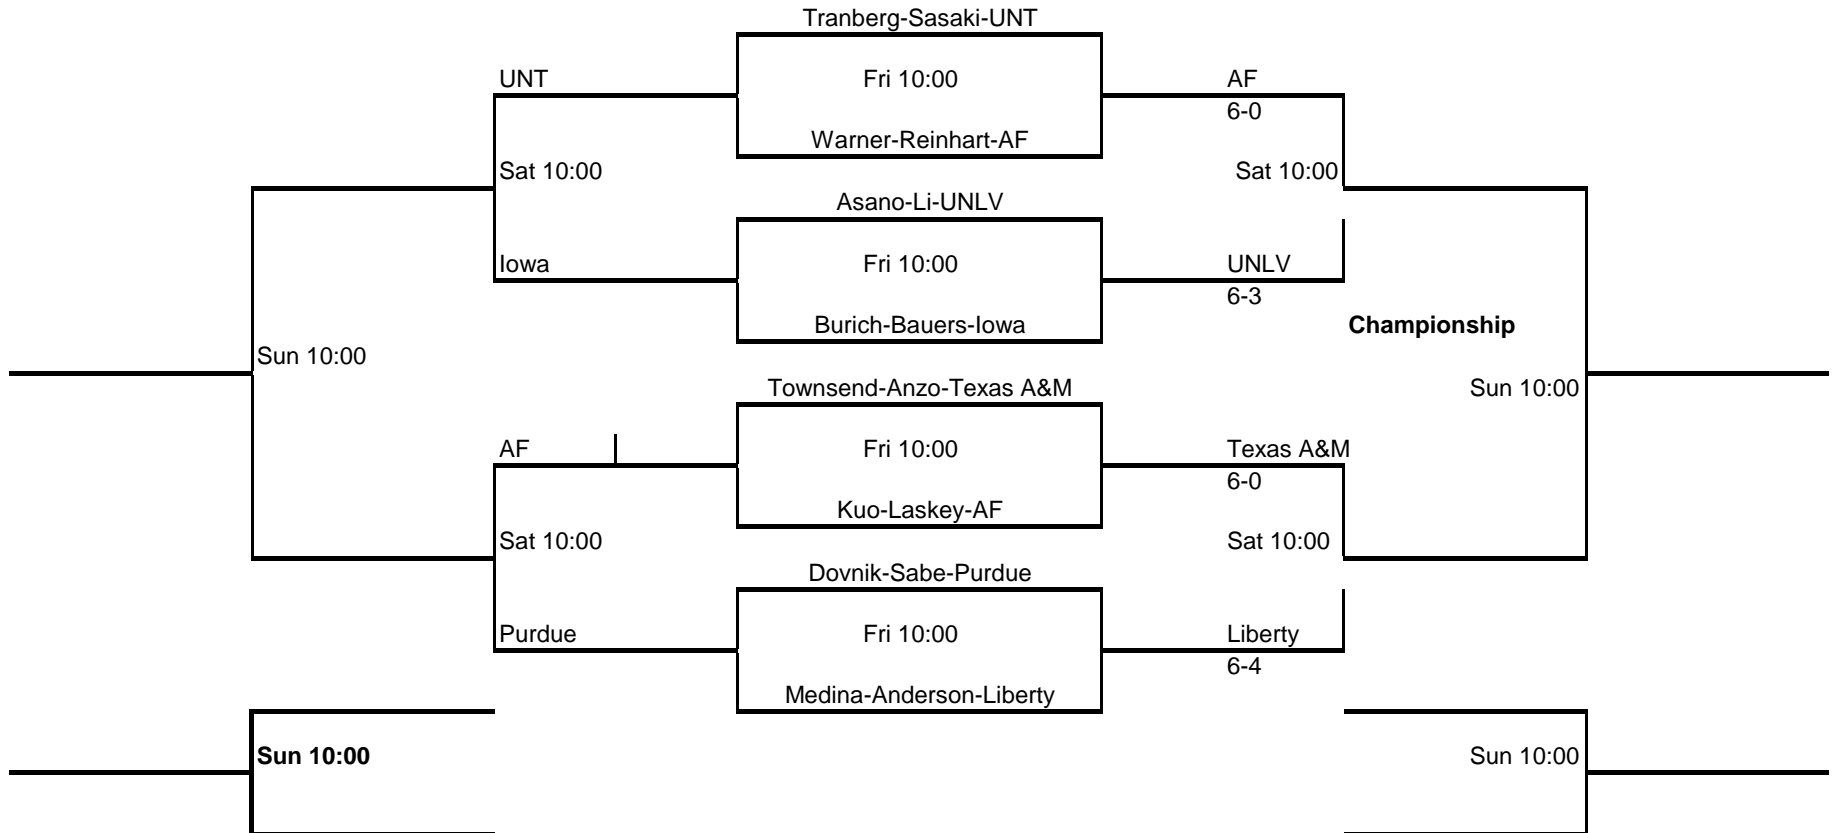 Tranberg-Sasaki-UNT
UNT
Fri 10:00
AF
6-0
Warner-Reinhart-AF
Sat 10:00
Sat 10:00
Asano-Li-UNLV
Iowa
Fri 10:00
UNLV
6-3
Burich-Bauers-Iowa
Championship
Sun 10:00
Townsend-Anzo-Texas A&M
Sun 10:00
AF
Fri 10:00
Texas A&M
6-0
Kuo-Laskey-AF
Sat 10:00
Sat 10:00
Dovnik-Sabe-Purdue
Purdue
Fri 10:00
Liberty
6-4
Medina-Anderson-Liberty
Sun 10:00
Sun 10:00